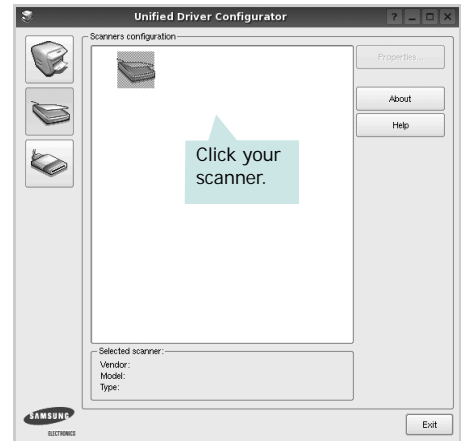 Unified Driver Configurator
Scanners configuration
Properties...
About
Help
Click your
scanner.
Selected scanner:
Vendor:
Model:
Type:
SAMSUNG
ELECTRONICS
Exit